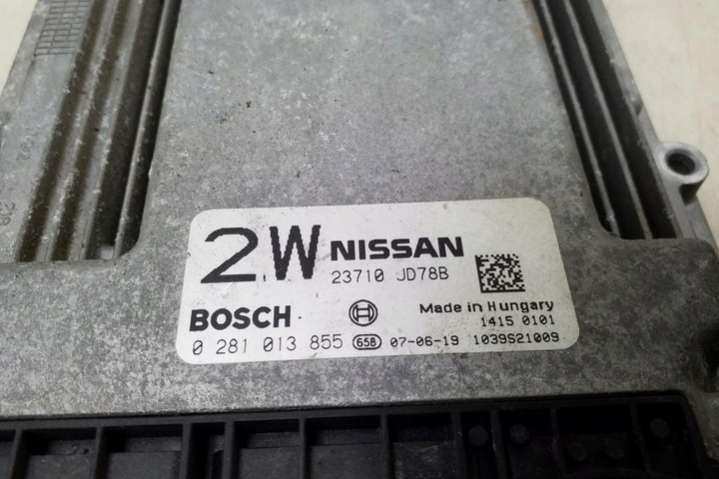 2W NISSAN
23710 JD78B
BOSCH
Made in Hungary
1415 0101
0 281 013 855 658 07-06-19 1039S21009